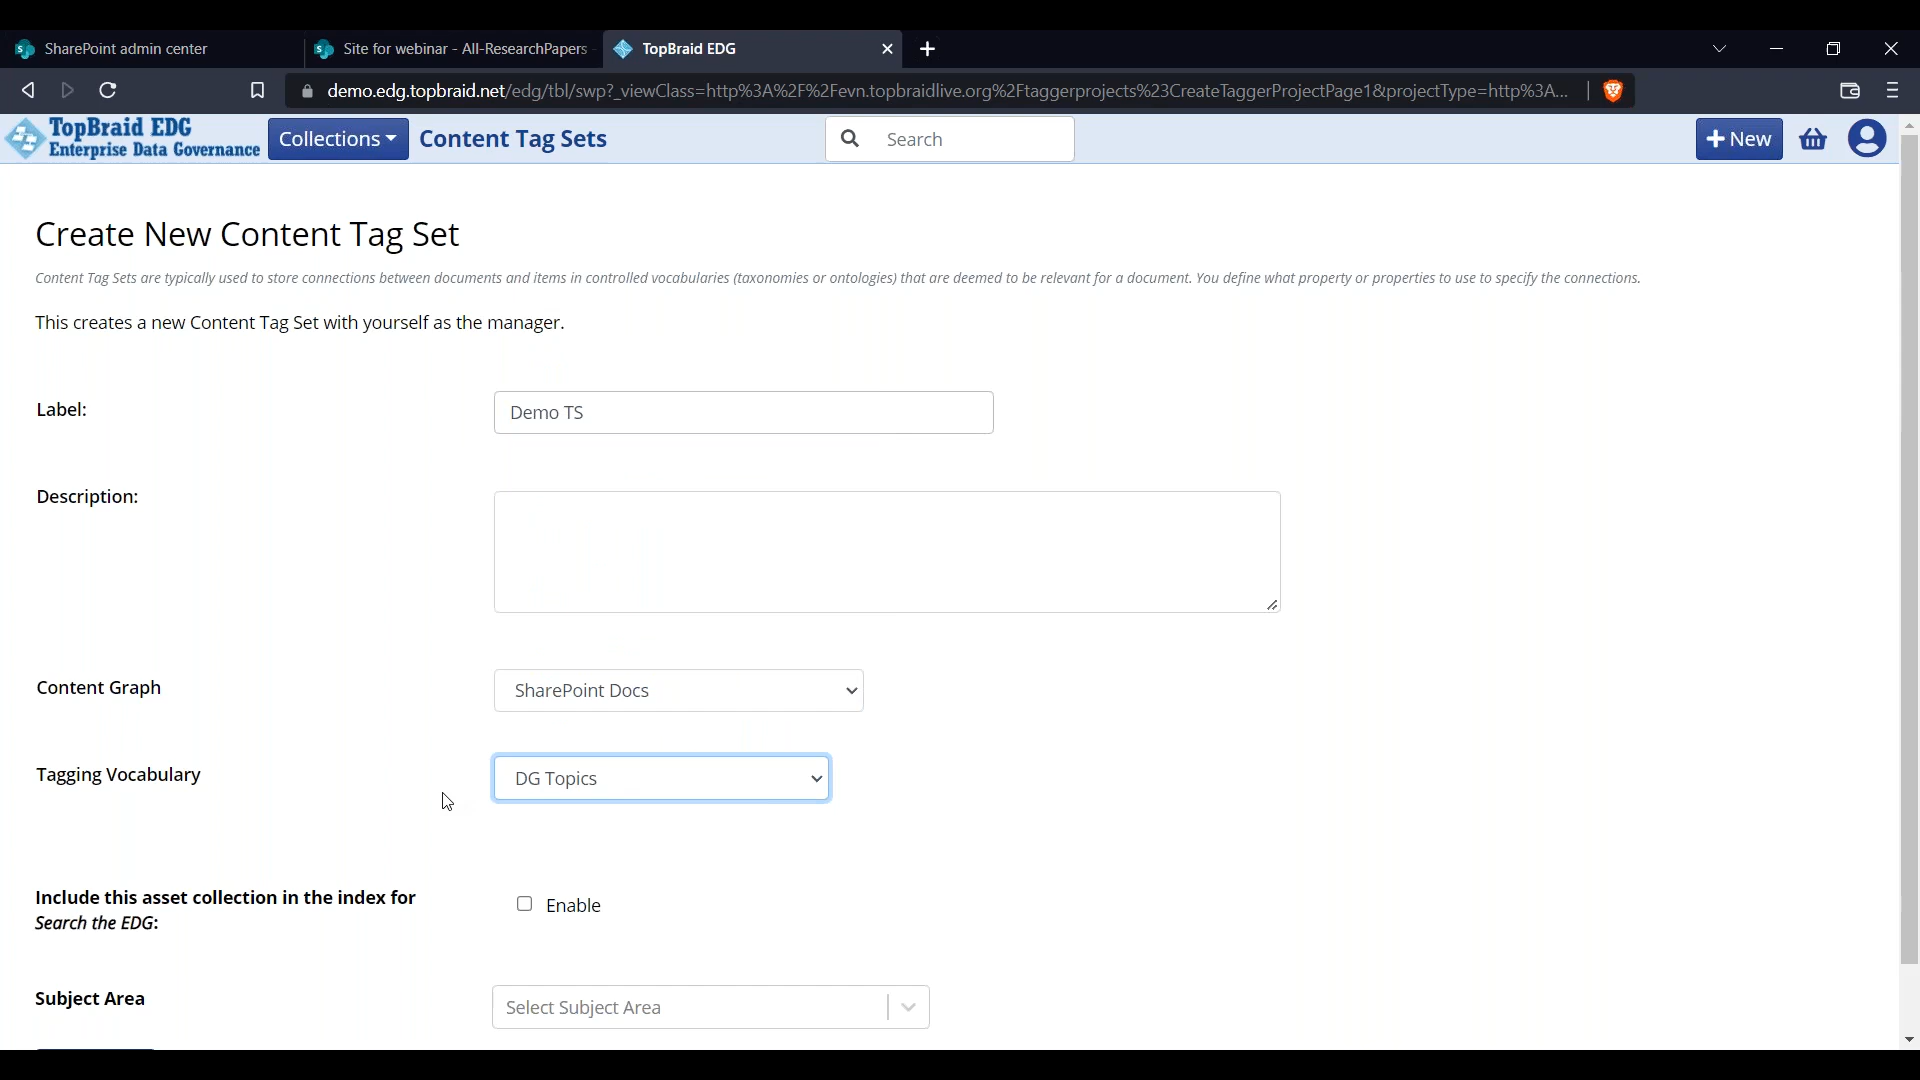 SharePoint admin center
Site for webinar - All-ResearchPapers -
TopBraid EDG
demo.edg.topbraid.net/edg/tbl/swp?_viewClass=http%3A%2F%2Fevn.topbraidlive.org%2Ftaggerprojects%23CreateTaggerProjectPage1&projectType=http%3A...
TopBraid EDG
Enterprise Data Governance
Collections
Content Tag Sets
Search
New
Create New Content Tag Set
Content Tag Sets are typically used to store connections between documents and items in controlled vocabularies (taxonomies or ontologies) that are deemed to be relevant for a document. You define what property or properties to use to specify the connections.
This creates a new Content Tag Set with yourself as the manager.
Label:
Demo TS
Description:
Content Graph
SharePoint Docs
Tagging Vocabulary
DG Topics
Include this asset collection in the index for
Search the EDG:
Enable
Subject Area
Select Subject Area